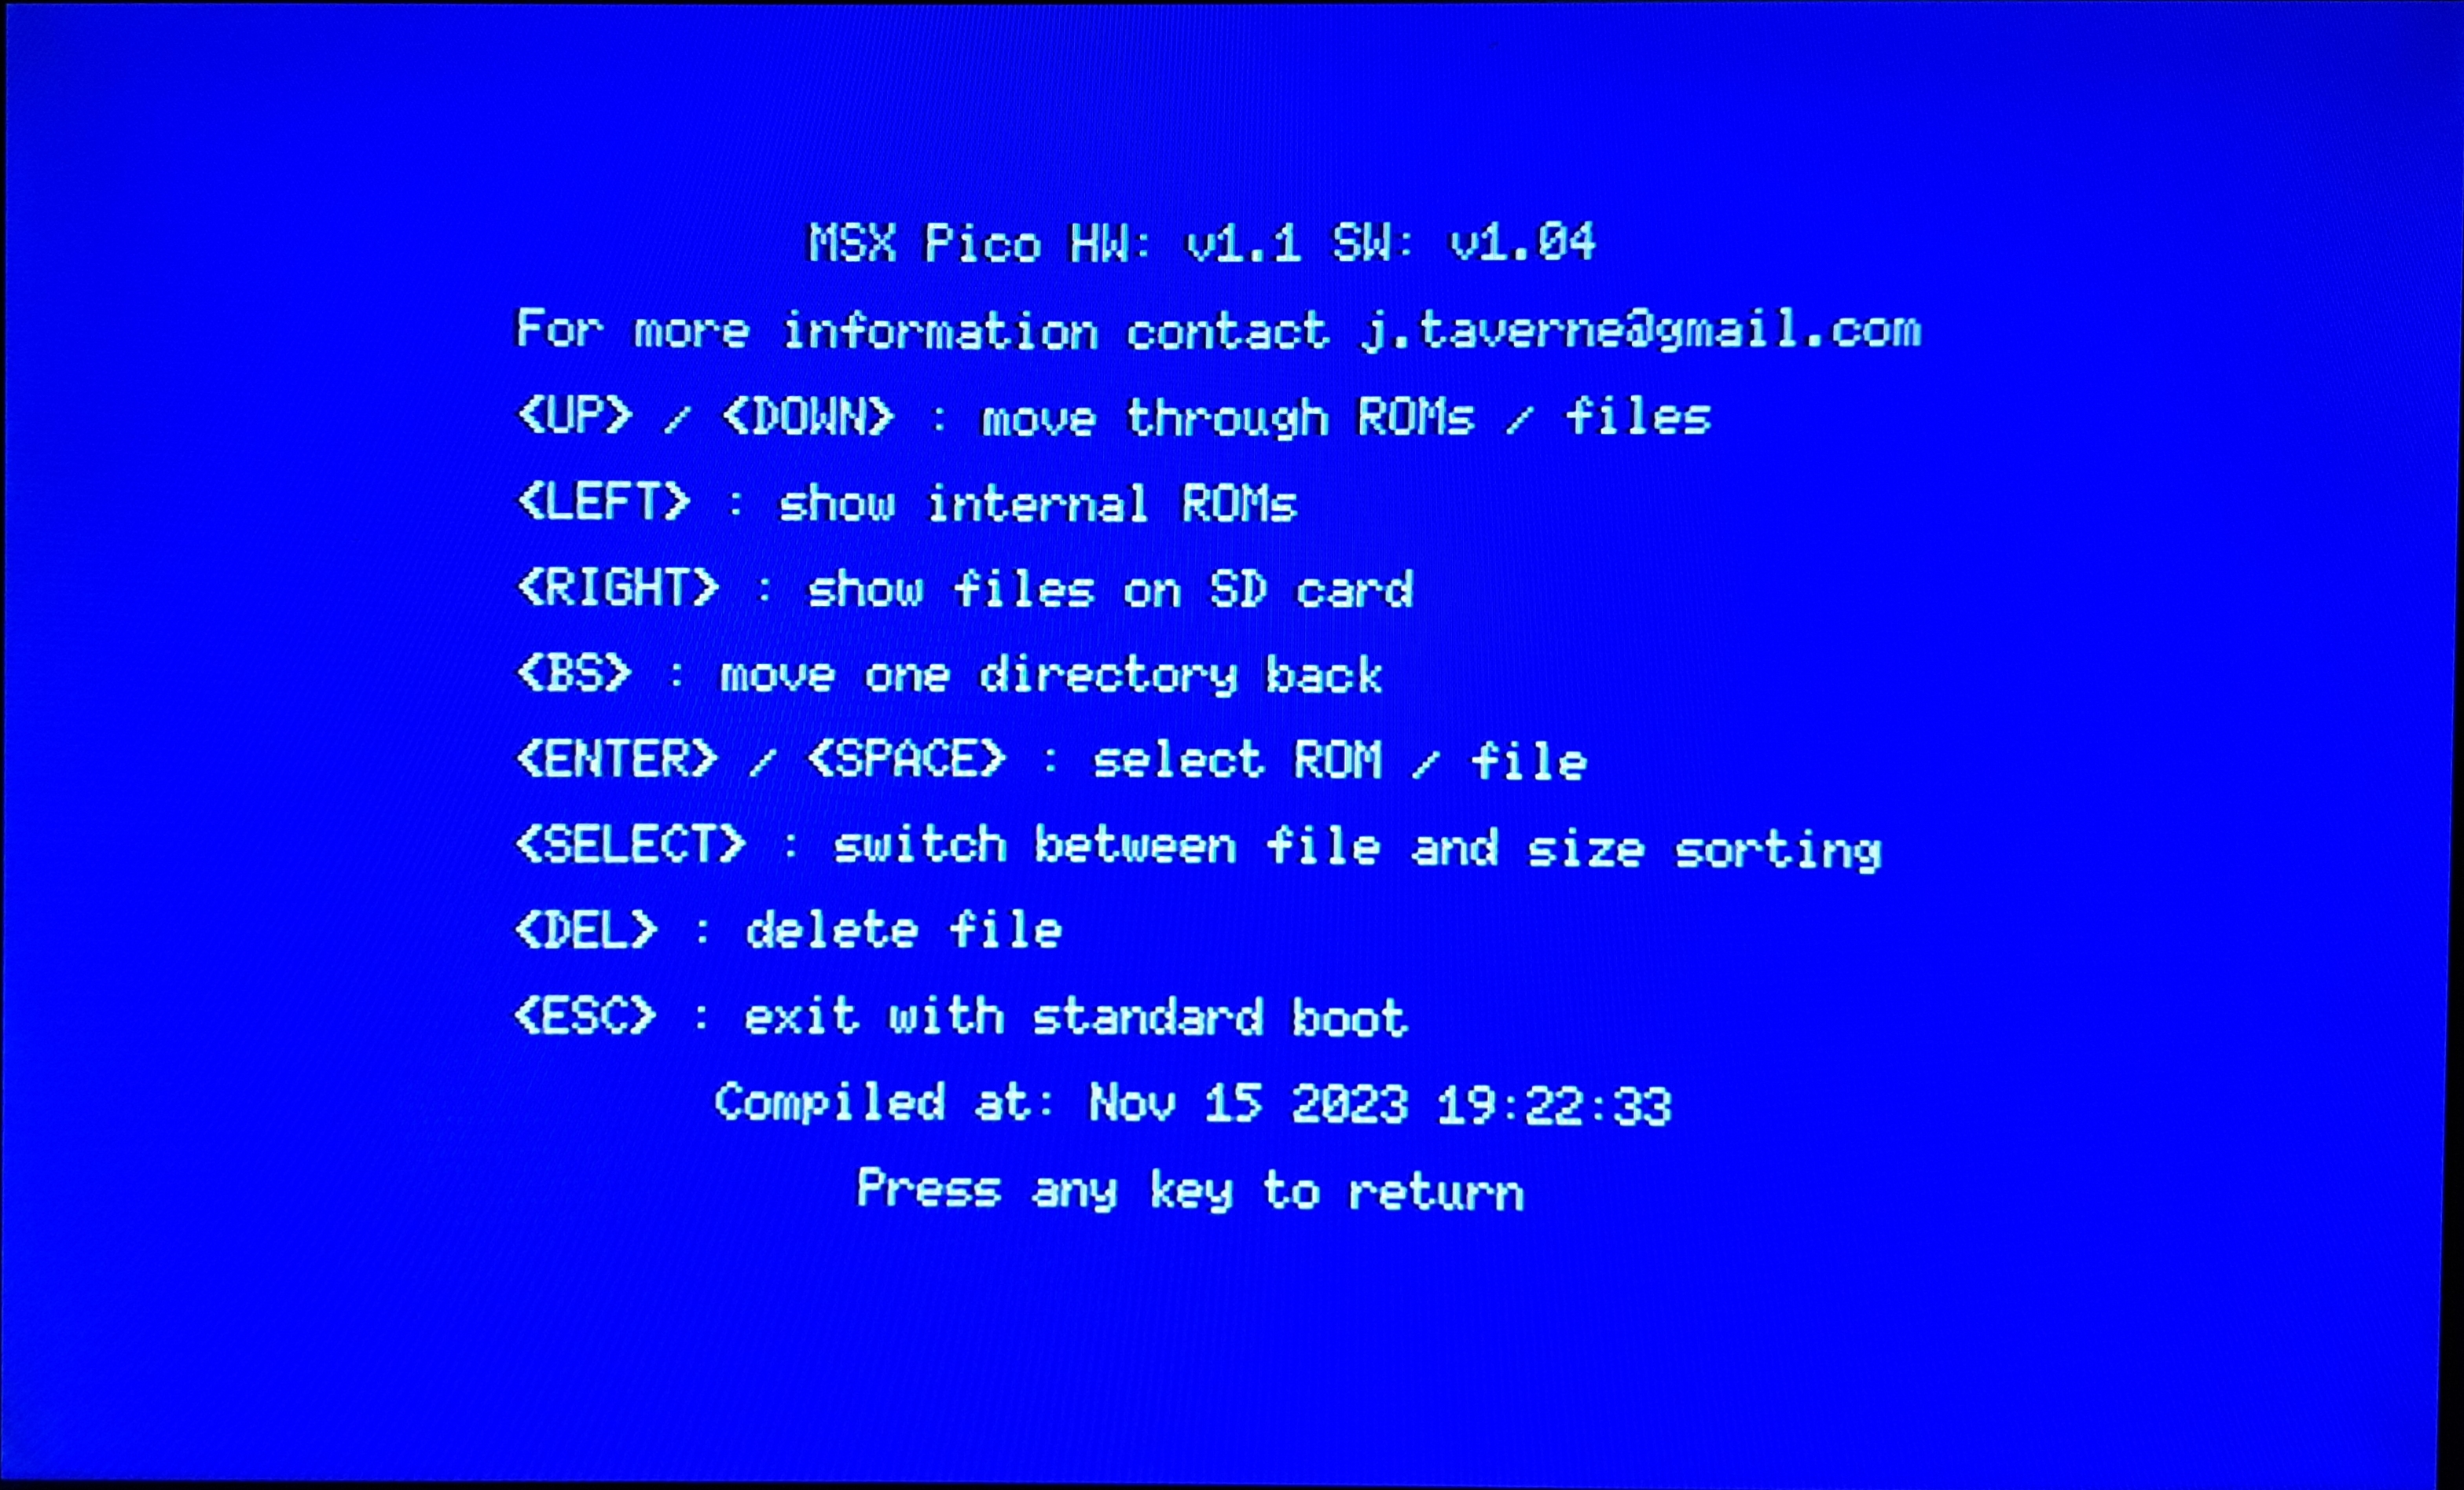 MSX Pico HW: v1.1 SW: v1.04
For more information contact j.taverne@gmail.com
<UP> / <DOWN> : move through ROMs / files
<LEFT> : show internal ROMs
<RIGHT> : show files on SD card
<BS> : move one directory back
<ENTER> / <SPACE> : select ROM / file
<SELECT> : switch between file and size sorting
<DEL> : delete file
<ESC> : exit with standard boot
Compiled at: Nov 15 2023 19:22:33
Press any key to return